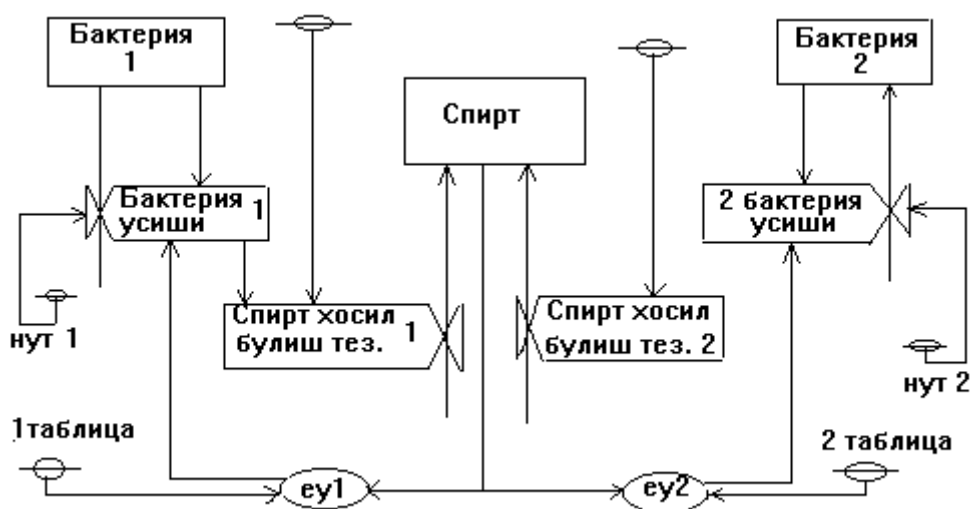 Бактерия
1
Бактерия
2
Спирт
Бактерия 1
усиши
2 бактерия
усиши
Спирт хосил 1
булиш тез.
Спирт хосил
булиш тез. 2
нут 1
нут 2
1таблица
2 таблица
еу1
еу2